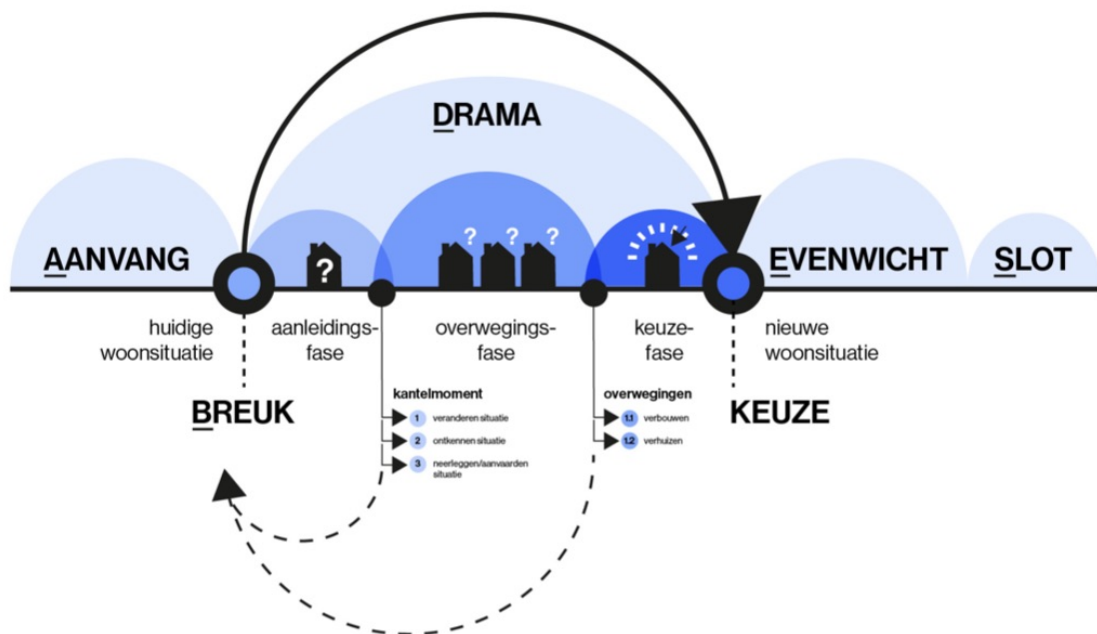 DRAMA
AANVANG
?
? ? ?
EVENWICHT
SLOT
huidige
woonsituatie
aanleidings-
fase
overwegings-
fase
keuze-
fase
nieuwe
woonsituatie
BREUK
kantelmoment
1 veranderen situatie
2 ontkennen situatie
3 neerleggen/aanvaarden
situatie
overwegingen
1.1 verbouwen
1.2 verhuizen
KEUZE